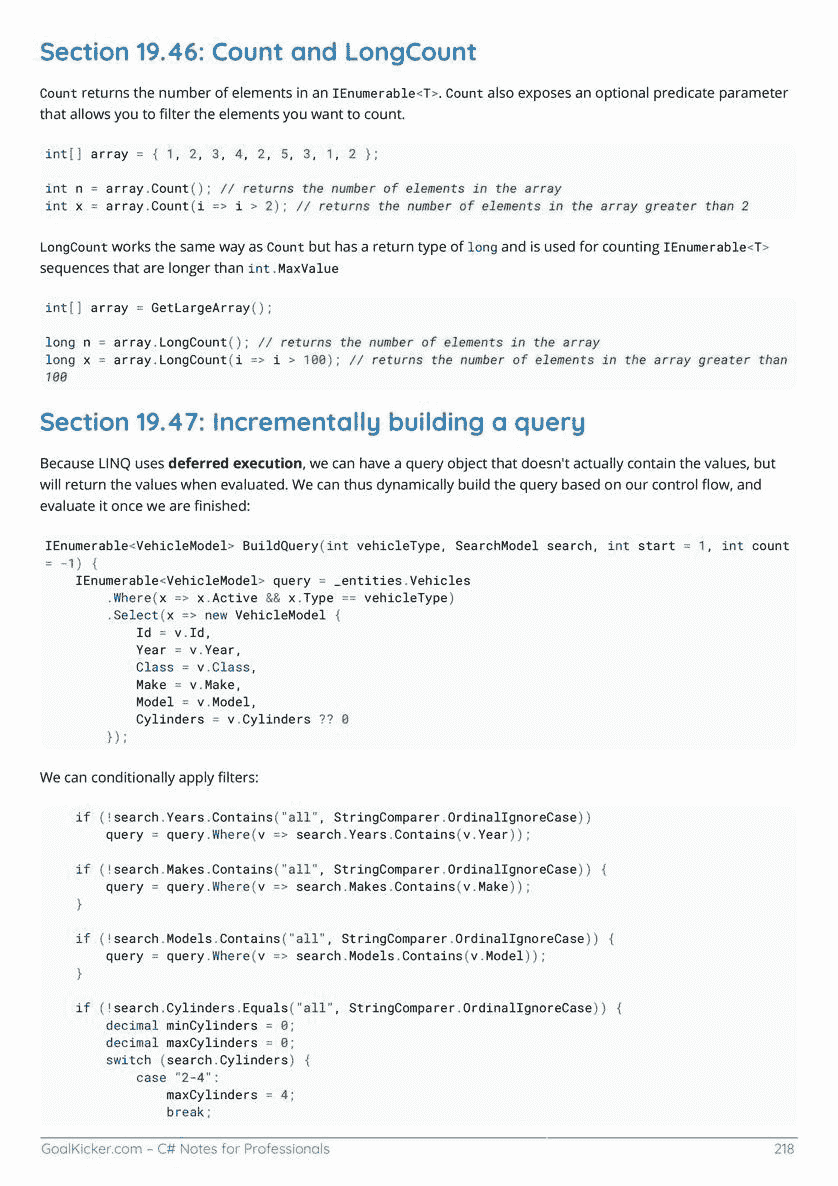 Section 19.46: Count and LongCount
Count returns the number of elements in an IEnumerable<T>. Count also exposes an optional predicate parameter
that allows you to filter the elements you want to count.
int[] array = { 1, 2, 3, 4, 2, 5, 3, 1, 2 };
int n = array.Count(); // returns the number of elements in the array
int x = array.Count(i => i > 2); // returns the number of elements in the array greater than 2
LongCount works the same way as Count but has a return type of long and is used for counting IEnumerable<T>
sequences that are longer than int.MaxValue
int[] array = GetLargeArray();
long n = array.LongCount(); // returns the number of elements in the array
long x = array.LongCount(i => i > 100); // returns the number of elements in the array greater than
100
Section 19.47: Incrementally building a query
Because LINQ uses deferred execution, we can have a query object that doesn't actually contain the values, but
will return the values when evaluated. We can thus dynamically build the query based on our control flow, and
evaluate it once we are finished:
IEnumerable<VehicleModel> BuildQuery(int vehicleType, SearchModel search, int start = 1, int count
= -1) {
    IEnumerable<VehicleModel> query = _entities.Vehicles
        .Where(x => x.Active && x.Type == vehicleType)
        .Select(x => new VehicleModel {
            Id = v.Id,
            Year = v.Year,
            Class = v.Class,
            Make = v.Make,
            Model = v.Model,
            Cylinders = v.Cylinders ?? 0
        });
We can conditionally apply filters:
    if (!search.Years.Contains("all", StringComparer.OrdinalIgnoreCase))
        query = query.Where(v => search.Years.Contains(v.Year));
    if (!search.Makes.Contains("all", StringComparer.OrdinalIgnoreCase)) {
        query = query.Where(v => search.Makes.Contains(v.Make));
    }
    if (!search.Models.Contains("all", StringComparer.OrdinalIgnoreCase)) {
        query = query.Where(v => search.Models.Contains(v.Model));
    }
    if (!search.Cylinders.Equals("all", StringComparer.OrdinalIgnoreCase)) {
        decimal minCylinders = 0;
        decimal maxCylinders = 0;
        switch (search.Cylinders) {
            case "2-4":
                maxCylinders = 4;
                break;
GoalKicker.com – C# Notes for Professionals
218